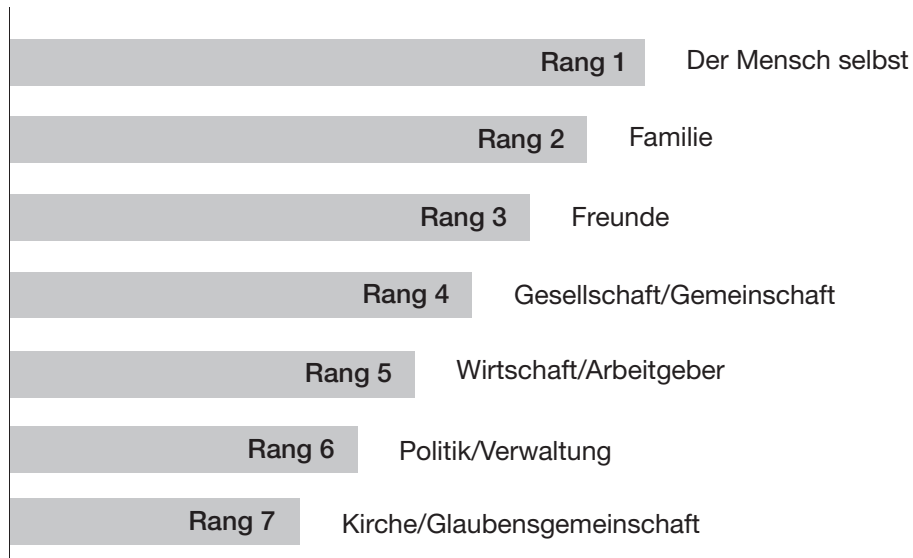 Rang 1 Der Mensch selbst
Rang 2 Familie
Rang 3 Freunde
Rang 4 Gesellschaft/Gemeinschaft
Rang 5 Wirtschaft/Arbeitgeber
Rang 6 Politik/Verwaltung
Rang 7 Kirche/Glaubensgemeinschaft